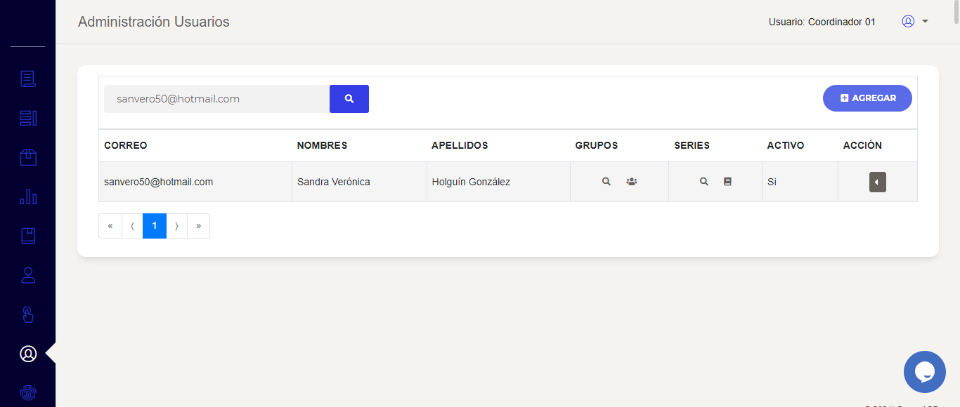 Administración Usuarios
Usuario: Coordinador 01
sanvero50@hotmail.com
AGREGAR
CORREO NOMBRES APELLIDOS GRUPOS SERIES ACTIVO ACCIÓN
sanvero50@hotmail.com Sandra Verónica Holguín González Si
« ⟨ 1 ⟩ »